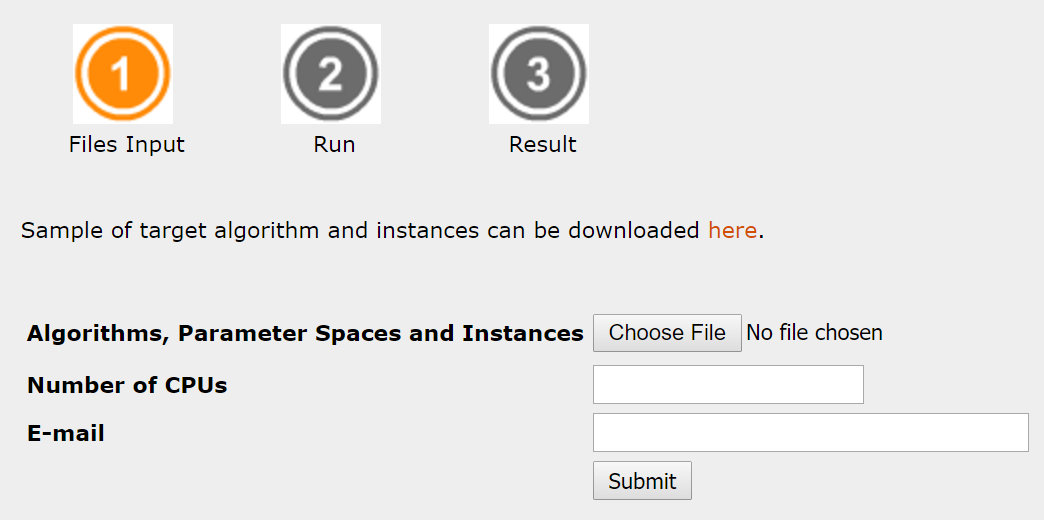 1 2 3
Files Input Run Result
Sample of target algorithm and instances can be downloaded here.
Algorithms, Parameter Spaces and Instances Choose File No file chosen
Number of CPUs
E-mail
Submit